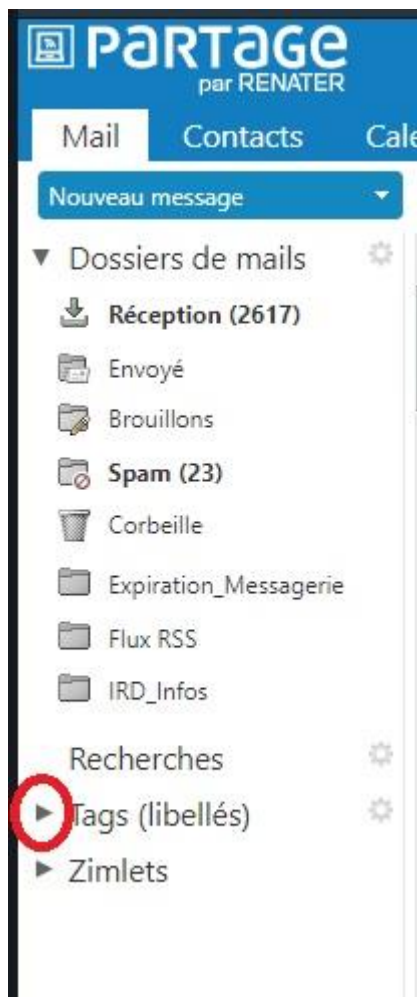 PARTAGE
par RENATER
Mail Contacts Cale
Nouveau message
Dossiers de mails
Réception (2617)
Envoyé
Brouillons
Spam (23)
Corbeille
Expiration_Messagerie
Flux RSS
IRD_Infos
Recherches
Tags (libellés)
Zimlets